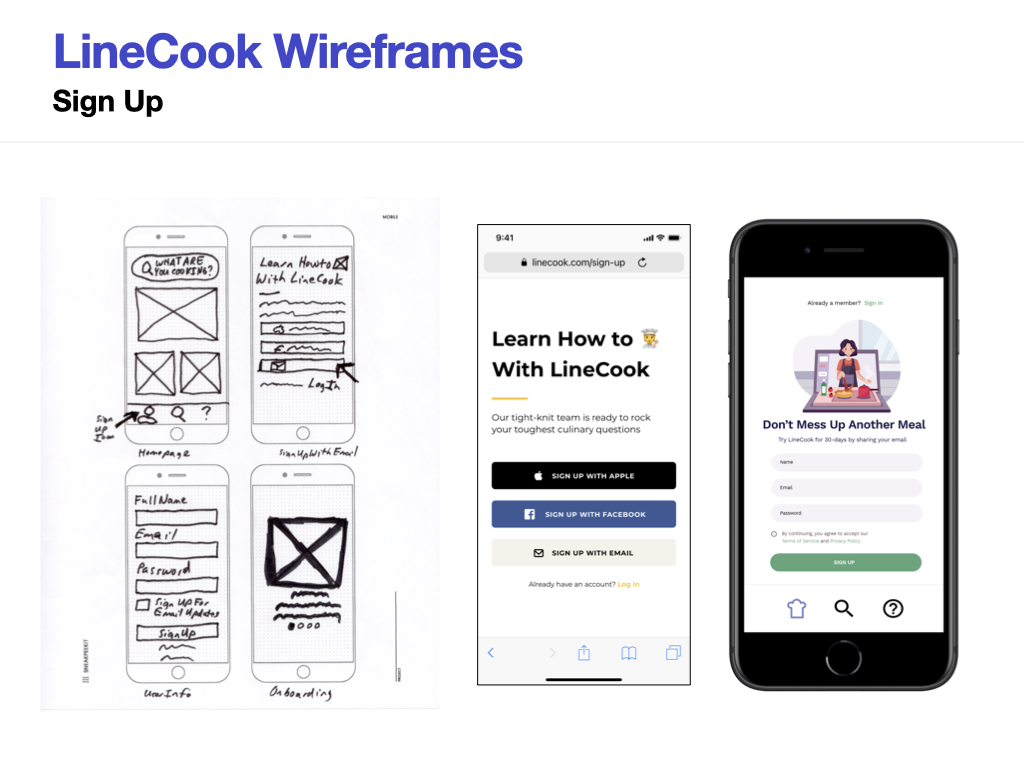 LineCook Wireframes
Sign Up
MOBILE
WHAT ARE
YOU COOKING?
Sign
Up
Icon
Homepage
Learn How to
With LineCook
Log In
Sign Up With Email
Full Name
Email
Password
Sign Up For
Email Updates
Sign Up
User Info
Onboarding
SNEAKPEEKIT
PROJECT
9:41
linecook.com/sign-up
Learn How to 👨‍🍳
With LineCook
Our tight-knit team is ready to rock
your toughest culinary questions
SIGN UP WITH APPLE
SIGN UP WITH FACEBOOK
SIGN UP WITH EMAIL
Already have an account? Log In
Already a member? Sign in
Don't Mess Up Another Meal
Try LineCook for 30-days by sharing your email
Name
Email
Password
By continuing, you agree to accept our
Terms of Service and Privacy Policy
SIGN UP